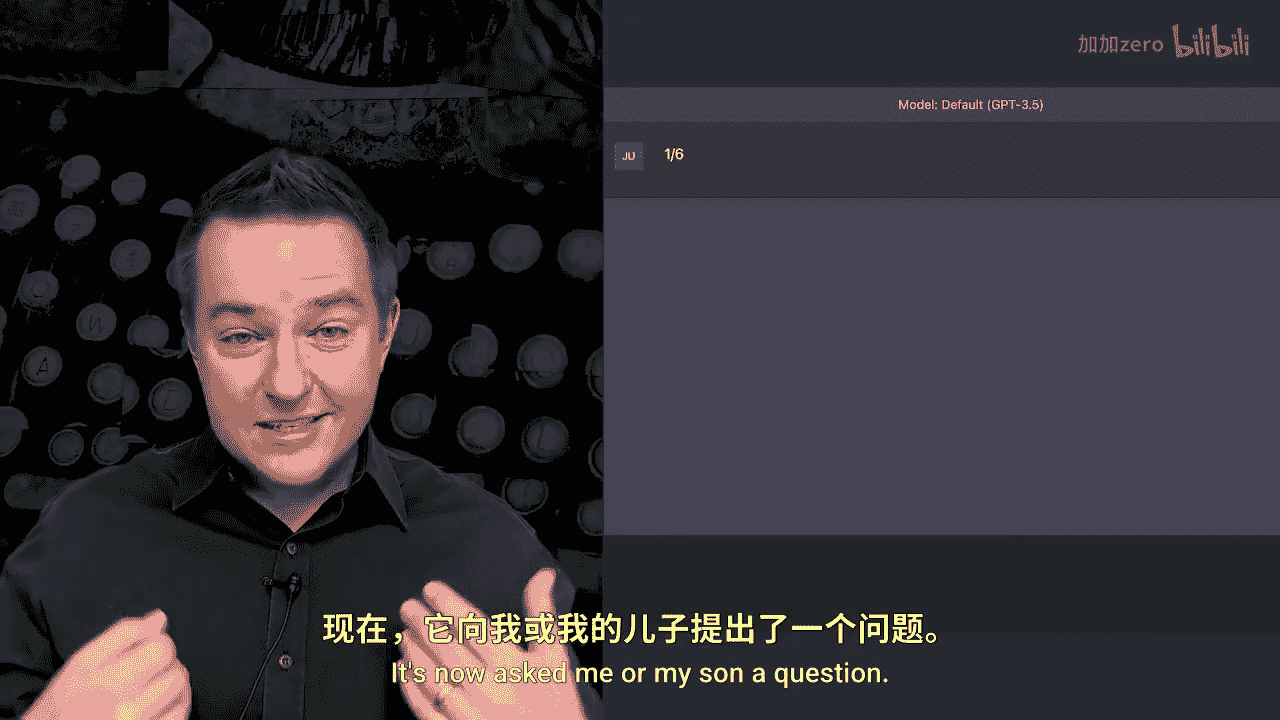 加加zero bilibili
Model: Default (GPT-3.5)
JU 1/6
现在，它向我或我的儿子提出了一个问题。
It's now asked me or my son a question.